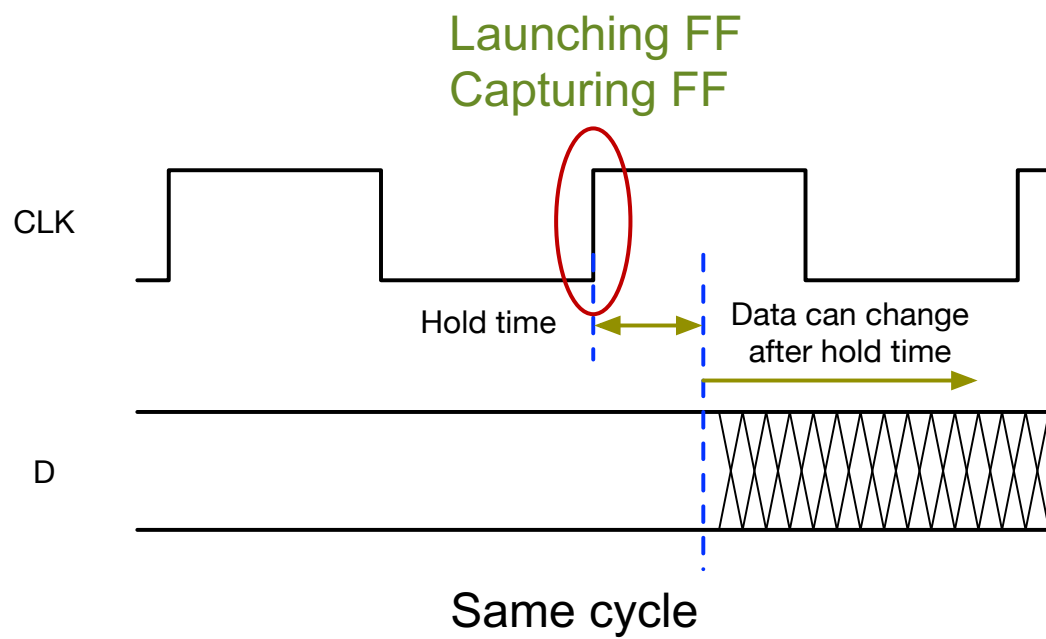 Launching FF
Capturing FF
CLK
Hold time
Data can change
after hold time
D
Same cycle